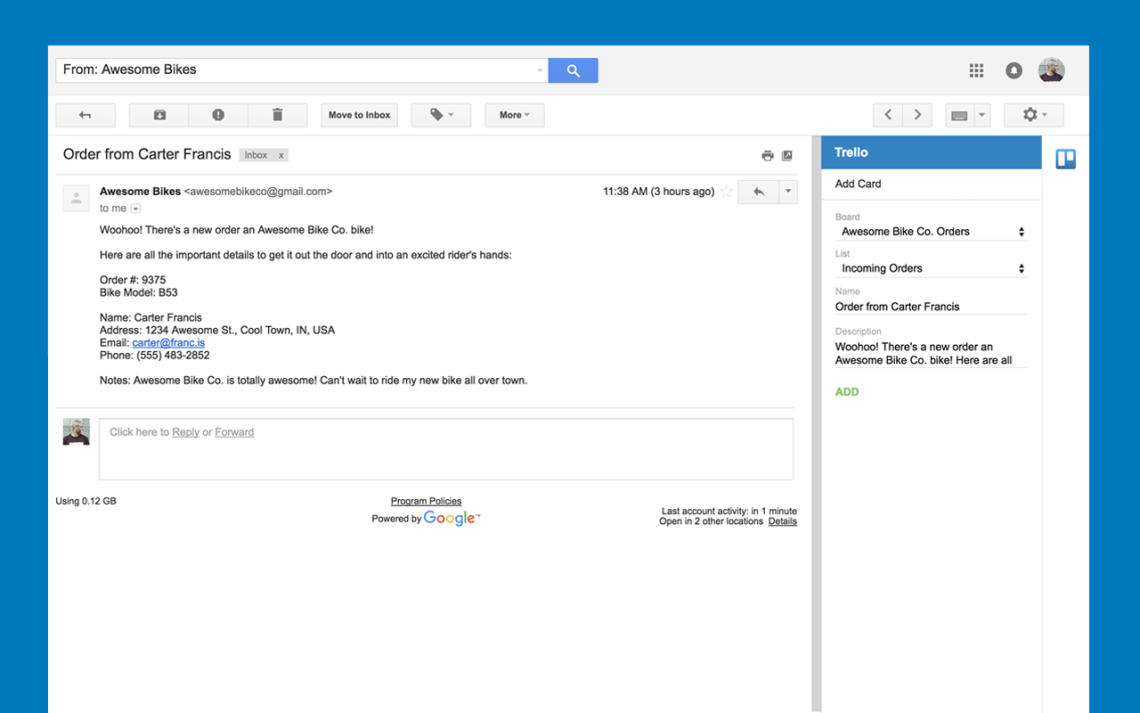 From: Awesome Bikes
Move to Inbox
More
Order from Carter Francis Inbox x
Awesome Bikes <awesomebikeco@gmail.com> 11:38 AM (3 hours ago)
to me
Woohoo! There's a new order an Awesome Bike Co. bike!
Here are all the important details to get it out the door and into an excited rider's hands:
Order #: 9375
Bike Model: B53
Name: Carter Francis
Address: 1234 Awesome St., Cool Town, IN, USA
Email: carter@franc.is
Phone: (555) 483-2852
Notes: Awesome Bike Co. is totally awesome! Can't wait to ride my new bike all over town.
Click here to Reply or Forward
Using 0.12 GB
Program Policies
Powered by Google™
Last account activity: in 1 minute
Open in 2 other locations Details
Trello
Add Card
Board
Awesome Bike Co. Orders
List
Incoming Orders
Name
Order from Carter Francis
Description
Woohoo! There's a new order an
Awesome Bike Co. bike! Here are all
ADD